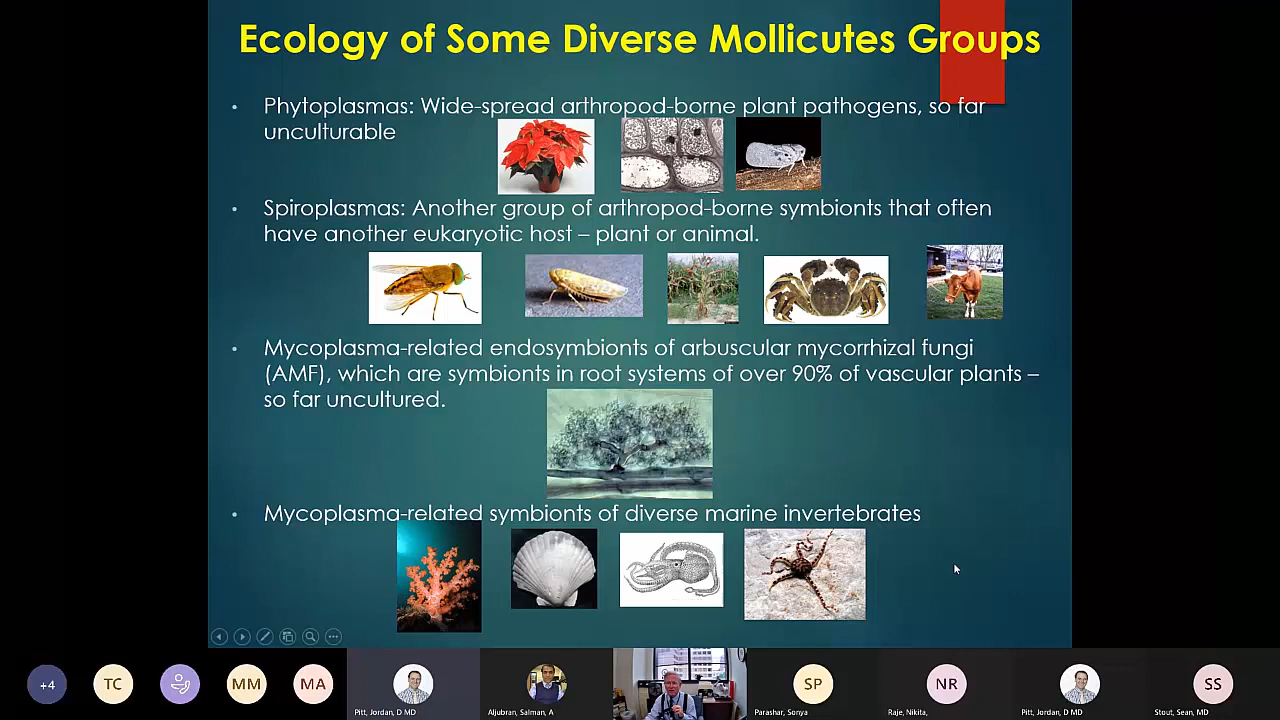 Ecology of Some Diverse Mollicutes Groups
• Phytoplasmas: Wide-spread arthropod-borne plant pathogens, so far
unculturable
• Spiroplasmas: Another group of arthropod-borne symbionts that often
have another eukaryotic host – plant or animal.
• Mycoplasma-related endosymbionts of arbuscular mycorrhizal fungi
(AMF), which are symbionts in root systems of over 90% of vascular plants –
so far uncultured.
• Mycoplasma-related symbionts of diverse marine invertebrates
+4
TC
MM
MA
SP
NR
SS
Pitt, Jordan, D MD
Aljubran, Salman, A
Parashar, Sonya
Raje, Nikita,
Pitt, Jordan, D MD
Stout, Sean, MD